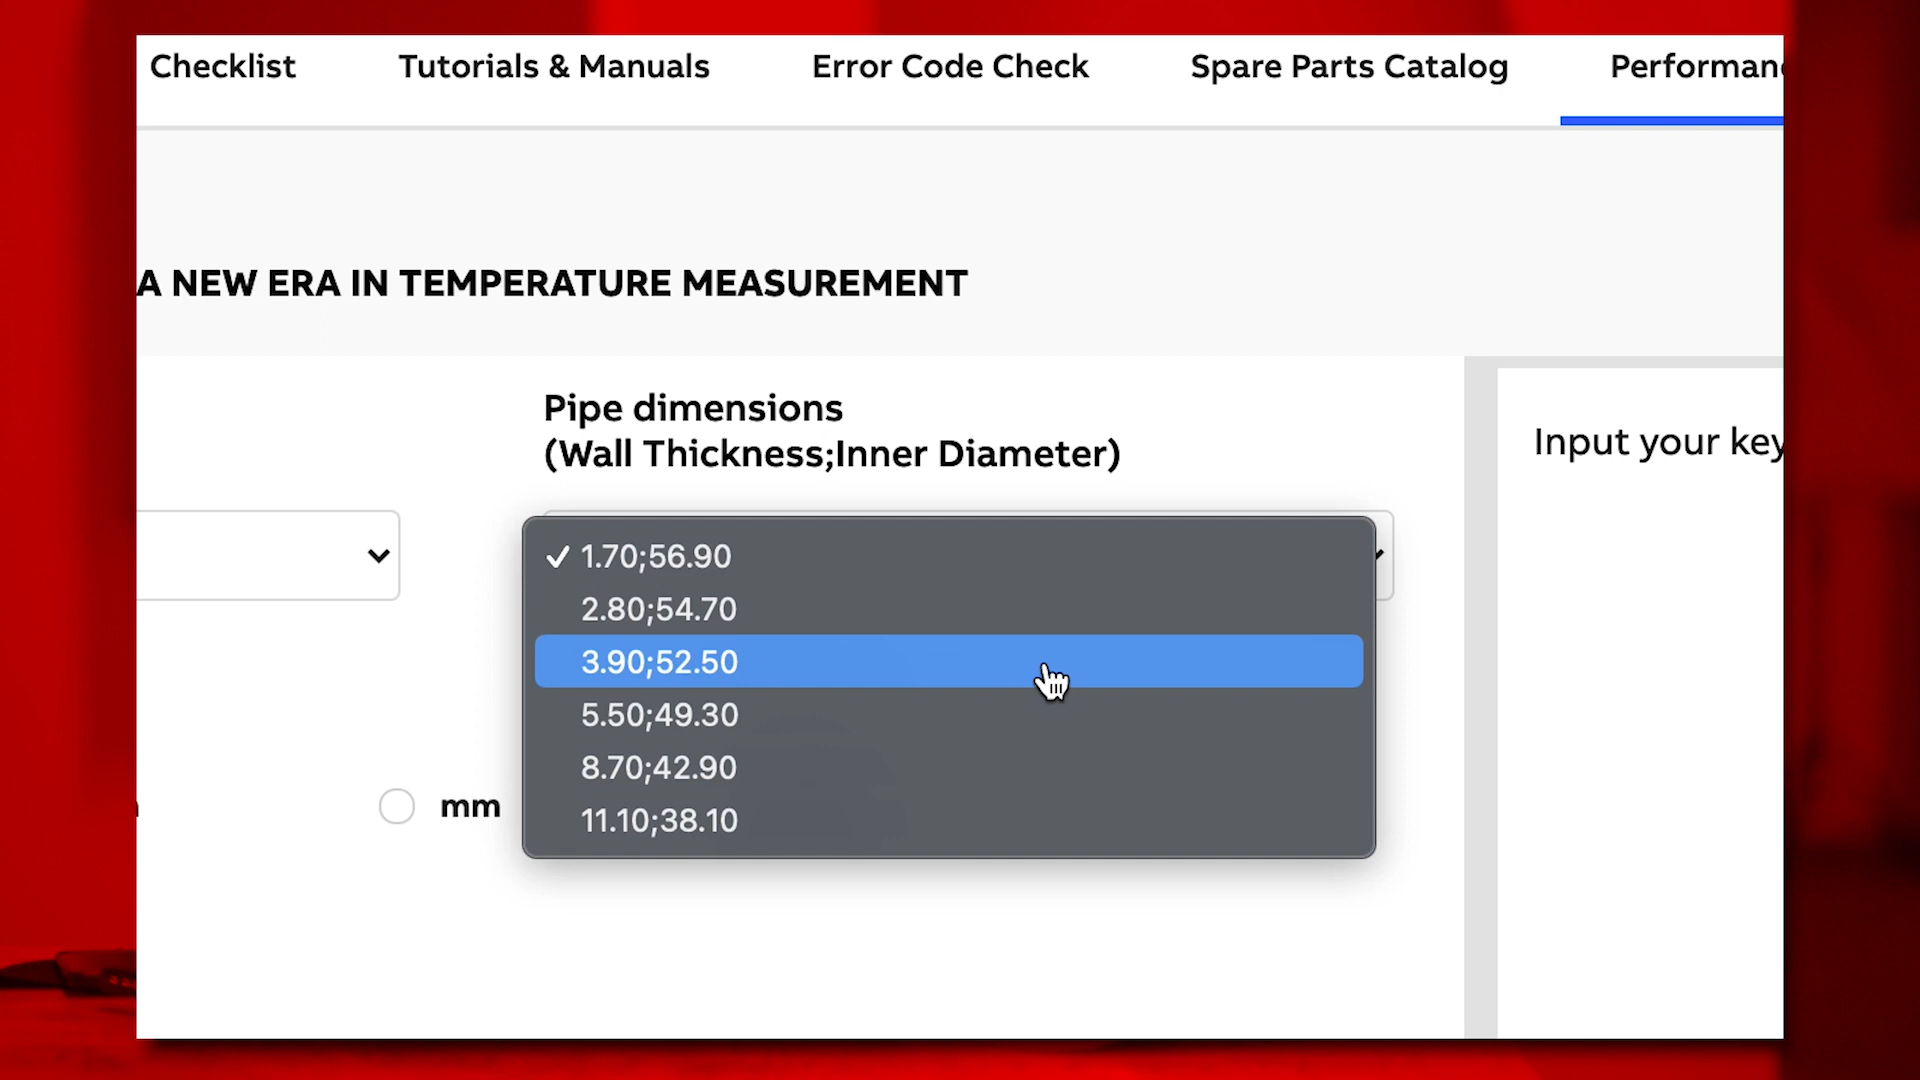 Checklist Tutorials & Manuals Error Code Check Spare Parts Catalog Performan
A NEW ERA IN TEMPERATURE MEASUREMENT
Pipe dimensions
(Wall Thickness;Inner Diameter)
Input your key
1.70;56.90
2.80;54.70
3.90;52.50
5.50;49.30
8.70;42.90
11.10;38.10
mm